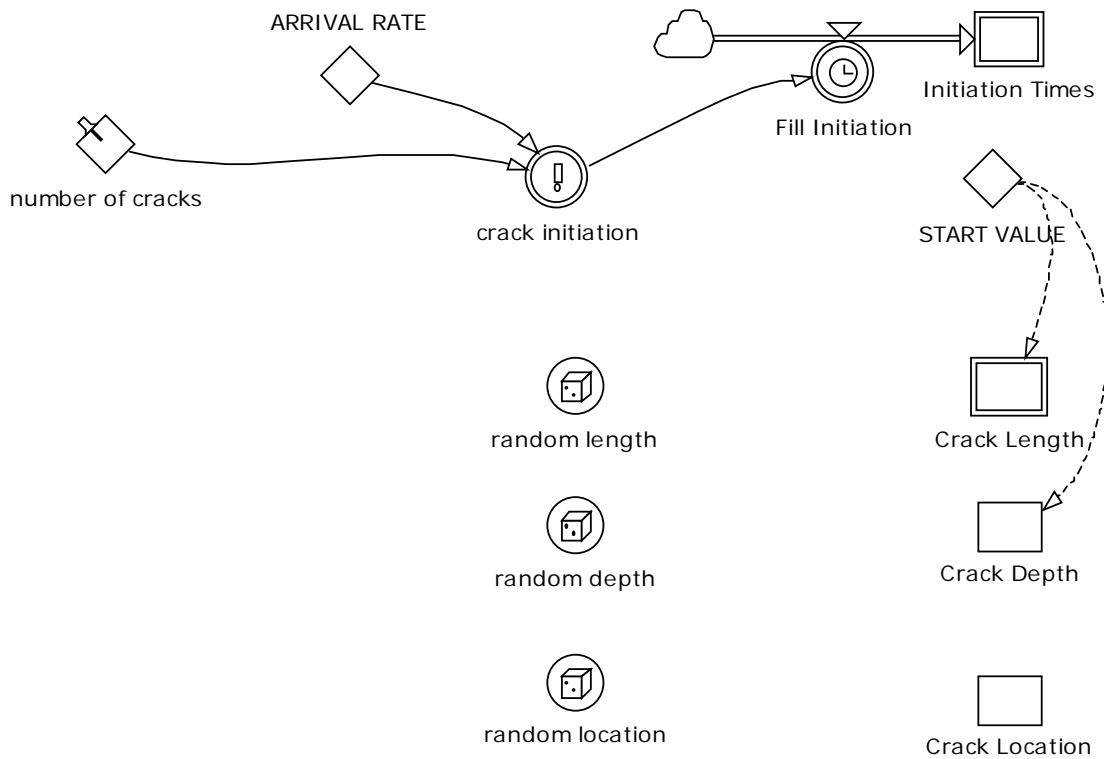 ARRIVAL RATE
Initiation Times
Fill Initiation
number of cracks
crack initiation
START VALUE
random length
Crack Length
random depth
Crack Depth
random location
Crack Location